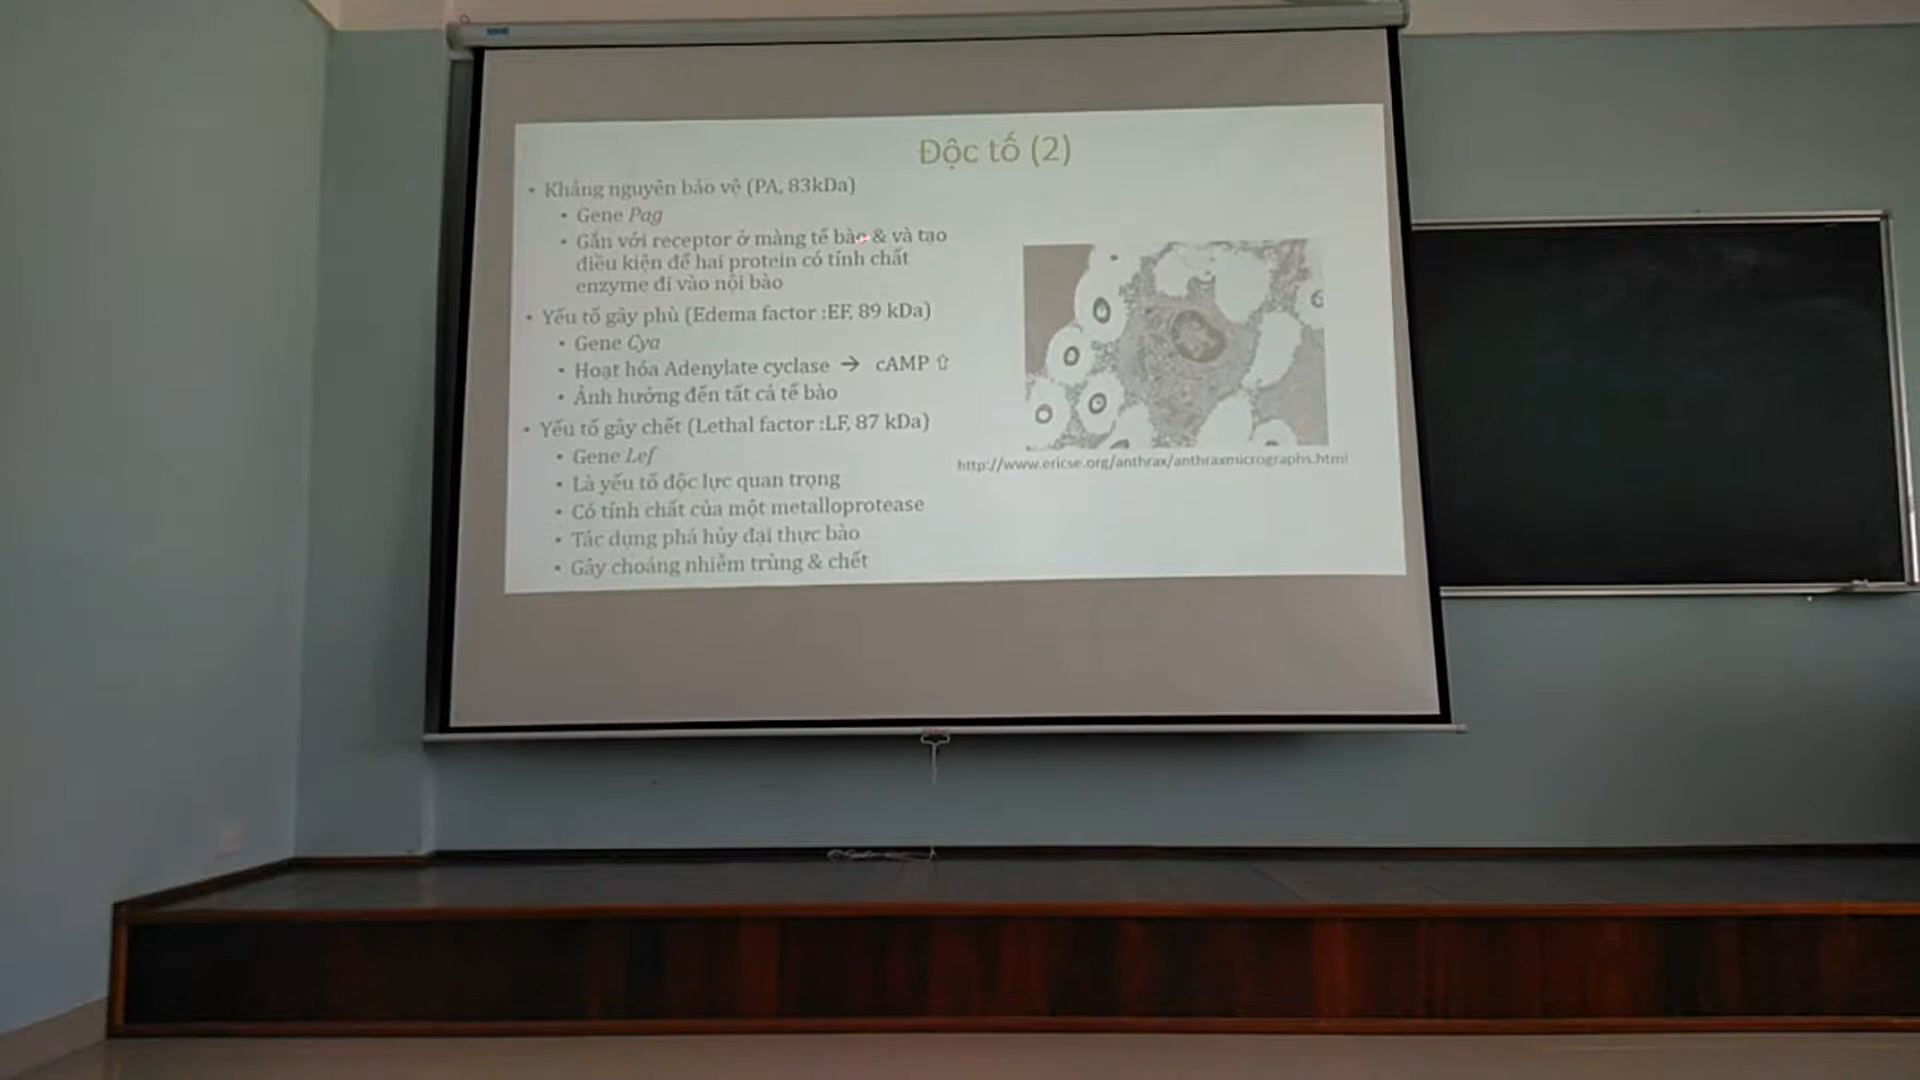 Độc tố (2)
• Kháng nguyên bảo vệ (PA, 83kDa)
• Gene Pag
• Gắn với receptor ở màng tế bào & và tạo
điều kiện để hai protein có tính chất
enzyme đi vào nội bào
• Yếu tố gây phù (Edema factor :EF, 89 kDa)
• Gene Cya
• Hoạt hóa Adenylate cyclase → cAMP ⇧
• Ảnh hưởng đến tất cả tế bào
• Yếu tố gây chết (Lethal factor :LF, 87 kDa)
• Gene Lef
• Là yếu tố độc lực quan trọng
• Có tính chất của một metalloprotease
• Tác dụng phá hủy đại thực bào
• Gây choáng nhiễm trùng & chết
http://www.ericse.org/anthrax/anthraxmicrographs.html